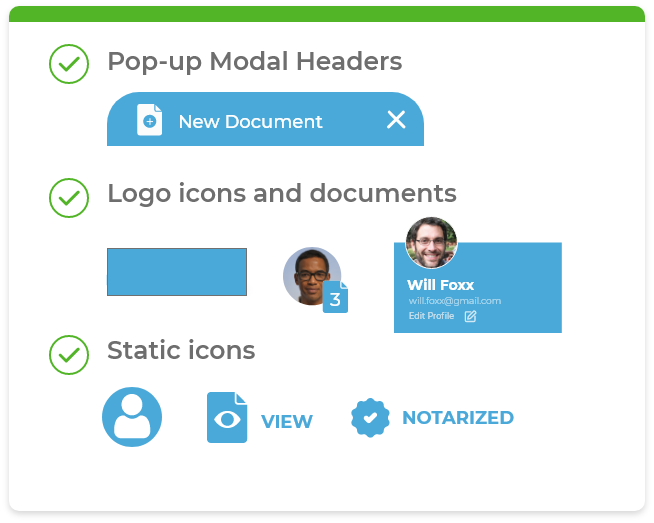 Pop-up Modal Headers
New Document
Logo icons and documents
3
Will Foxx
will.foxx@gmail.com
Edit Profile
Static icons
VIEW
NOTARIZED